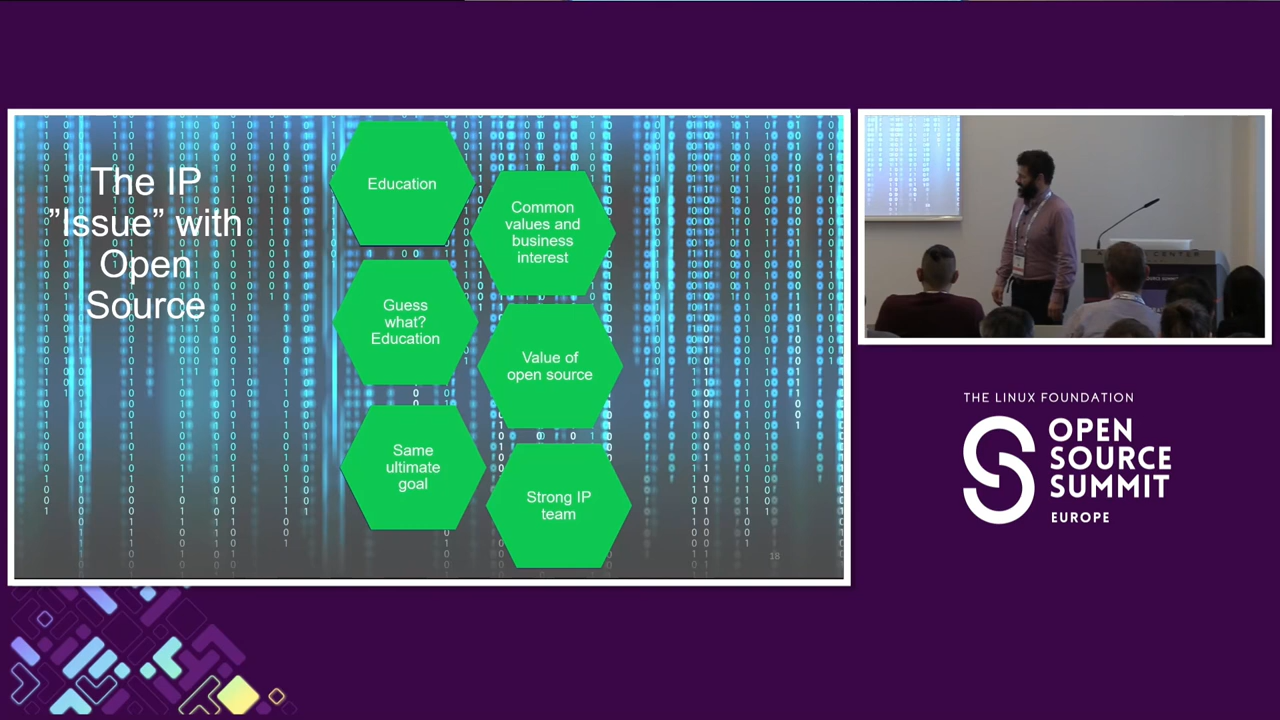 The IP
”Issue” with
Open
Source
Education
Common
values and
business
interest
Guess
what?
Education
Value of
open source
Same
ultimate
goal
Strong IP
team
18
THE LINUX FOUNDATION
OPEN
SOURCE
SUMMIT
EUROPE